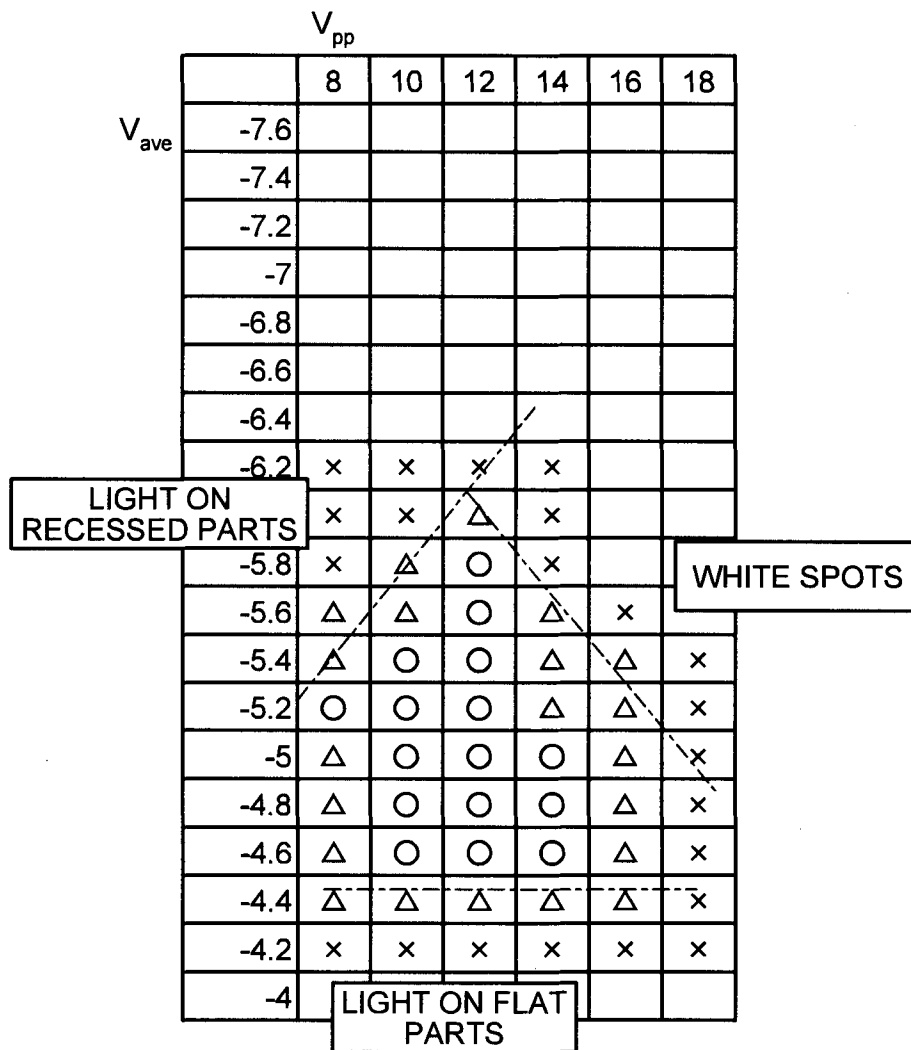 Vpp
8 10 12 14 16 18
Vave
-7.6
-7.4
-7.2
-7
-6.8
-6.6
-6.4
-6.2 × × × ×
LIGHT ON
RECESSED PARTS
× × △ ×
-5.8 × △ ○ ×
WHITE SPOTS
-5.6 △ △ ○ △ ×
-5.4 △ ○ ○ △ △ ×
-5.2 ○ ○ ○ △ △ ×
-5 △ ○ ○ ○ △ ×
-4.8 △ ○ ○ ○ △ ×
-4.6 △ ○ ○ ○ △ ×
-4.4 △ △ △ △ △ ×
-4.2 × × × × × ×
-4
LIGHT ON FLAT
PARTS